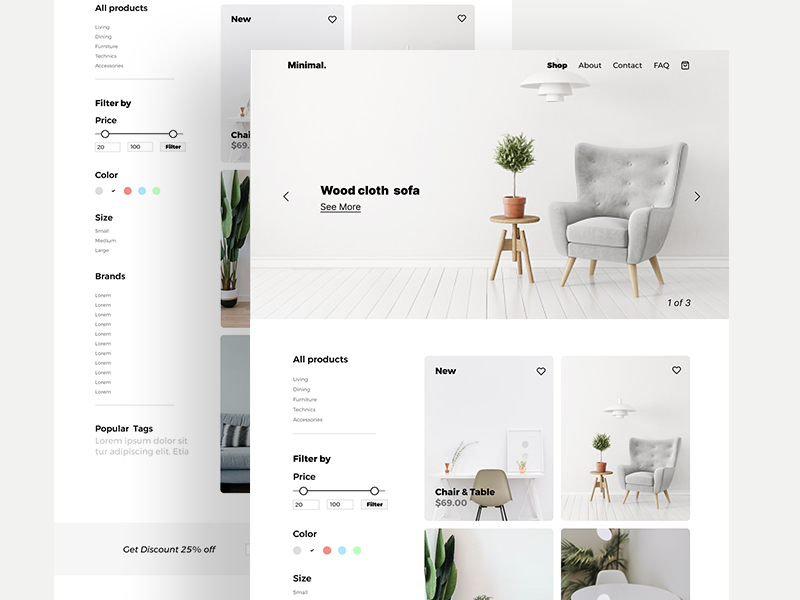 All products
Living
Dining
Furniture
Technics
Accessories
Filter by
Price
20
100
Filter
Color
Size
Small
Medium
Large
Brands
Lorem
Lorem
Lorem
Lorem
Lorem
Lorem
Lorem
Lorem
Lorem
Lorem
Lorem
Popular Tags
Lorem ipsum dolor sit
tur adipiscing elit. Etia
Get Discount 25% off
New
Chai
$69.
Minimal.
Shop About Contact FAQ
Wood cloth sofa
See More
1 of 3
All products
Living
Dining
Furniture
Technics
Accessories
Filter by
Price
20
100
Filter
Color
Size
Small
New
Chair & Table
$69.00